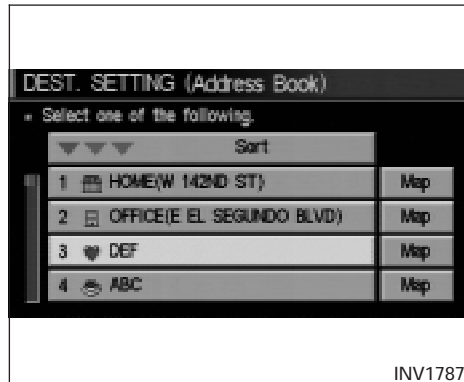 DEST. SETTING (Address Book)
Select one of the following.
Sort
1 HOME(W 142ND ST) Map
2 OFFICE(E EL SEGUNDO BLVD) Map
3 DEF Map
4 ABC Map
INV1787